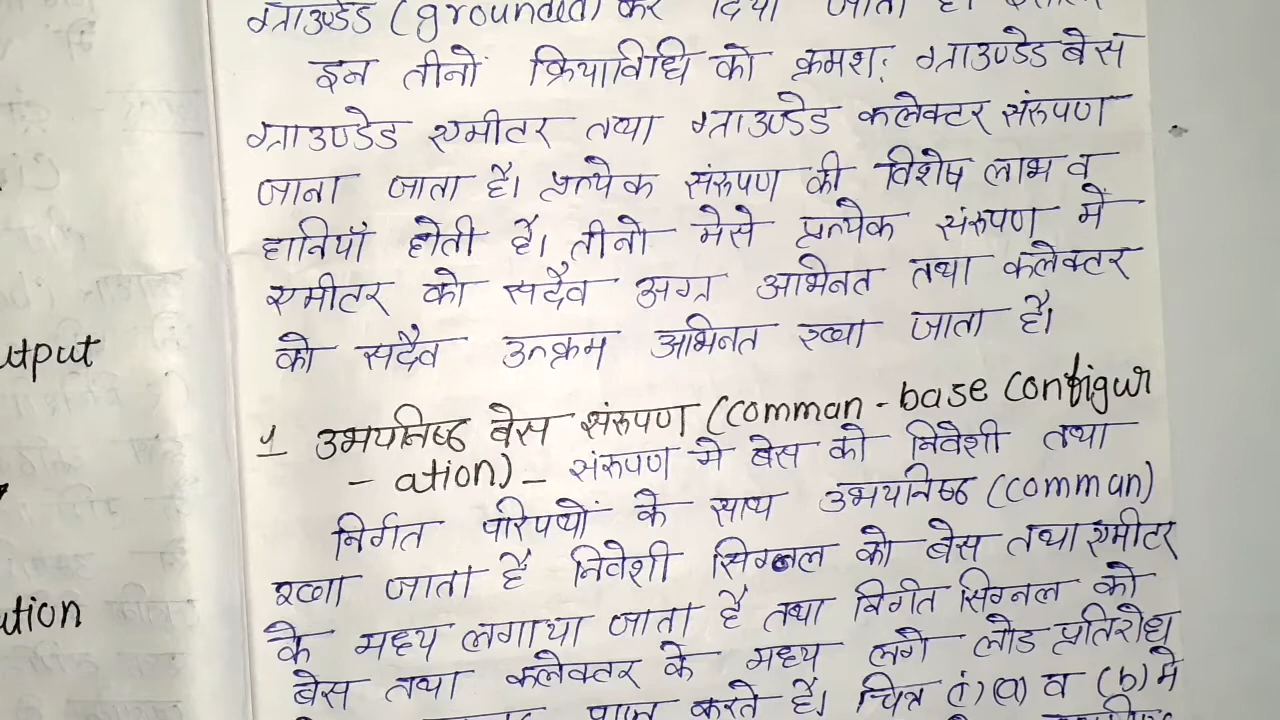 ग्राउण्डेड (grounded) कर दिया जाता है।
इन तीनों क्रियाविधि को क्रमश: ग्राउण्डेड बेस
ग्राउण्डेड एमीटर तथा ग्राउण्डेड कलेक्टर संरुपण
जाना जाता है। प्रत्येक संरुपण की विशेष लाभ व
हानियाँ होती है। तीनो मेसे प्रत्येक संरुपण में
एमीटर को सदैव अग्र अभिनत तथा कलेक्टर
को सदैव उत्क्रम अभिनत रखा जाता है।
utput
1 उभयनिष्ठ बेस संरुपण (comman-base configur
- ation) - संरुपण मे बेस को निवेशी तथा
निर्गत परिपथों के साथ उभयनिष्ठ (comman)
रखा जाता है निवेशी सिग्नल को बेस तथा एमीटर
ution
के मध्य लगाया जाता है तथा निर्गत सिग्नल को
बेस तथा कलेक्टर के मध्य लगे लोड प्रतिरोध
प्राप्त करते है। चित्र (i) (a) व (b) मे